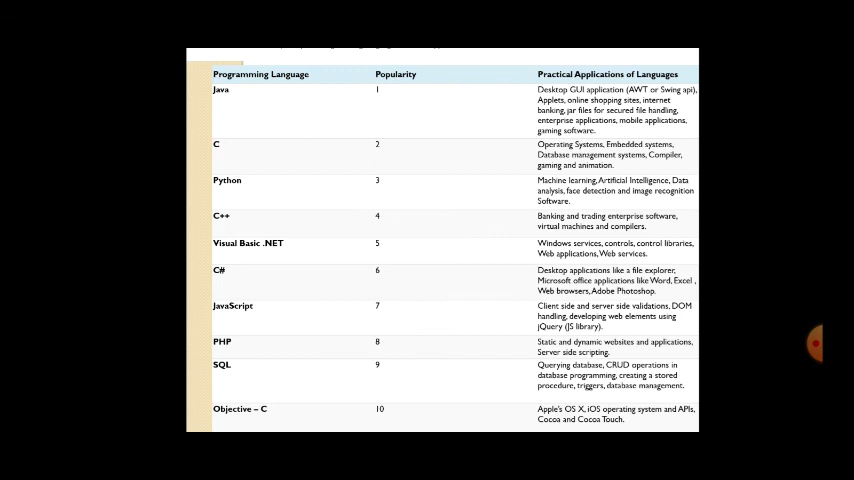 Programming Language Popularity Practical Applications of Languages
Java 1 Desktop GUI application (AWT or Swing api),
Applets, online shopping sites, internet
banking, jar files for secured file handling,
enterprise applications, mobile applications,
gaming software.
C 2 Operating Systems, Embedded systems,
Database management systems, Compiler,
gaming and animation.
Python 3 Machine learning, Artificial Intelligence, Data
analysis, face detection and image recognition
Software.
C++ 4 Banking and trading enterprise software,
virtual machines and compilers.
Visual Basic .NET 5 Windows services, controls, control libraries,
Web applications, Web services.
C# 6 Desktop applications like a file explorer,
Microsoft office applications like Word, Excel ,
Web browsers, Adobe Photoshop.
JavaScript 7 Client side and server side validations, DOM
handling, developing web elements using
jQuery (JS library).
PHP 8 Static and dynamic websites and applications,
Server side scripting.
SQL 9 Querying database, CRUD operations in
database programming, creating a stored
procedure, triggers, database management.
Objective – C 10 Apple's OS X, iOS operating system and APIs,
Cocoa and Cocoa Touch.